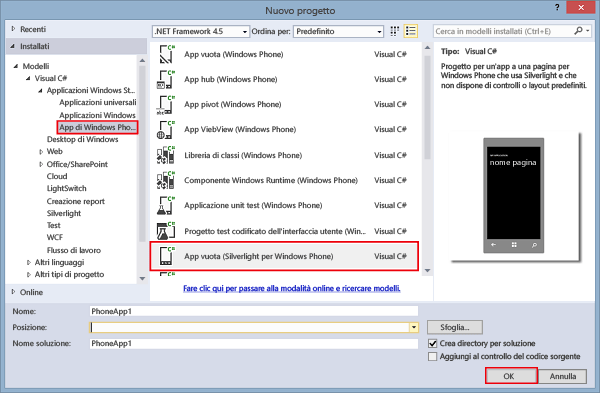 Nuovo progetto
? ×
Recenti
.NET Framework 4.5
Ordina per:
Predefinito
Cerca in modelli installati (Ctrl+E)
Installati
Modelli
Visual C#
Applicazioni Windows St...
Applicazioni universali
Applicazioni Windows
App di Windows Pho...
Desktop di Windows
Web
Office/SharePoint
Cloud
LightSwitch
Creazione report
Silverlight
Test
WCF
Flusso di lavoro
Altri linguaggi
Altri tipi di progetto
Online
App vuota (Windows Phone) Visual C#
App hub (Windows Phone) Visual C#
App pivot (Windows Phone) Visual C#
App ViebView (Windows Phone) Visual C#
Libreria di classi (Windows Phone) Visual C#
Componente Windows Runtime (Windows Phone) Visual C#
Applicazione unit test (Windows Phone) Visual C#
Progetto test codificato dell'interfaccia utente (Win... Visual C#
App vuota (Silverlight per Windows Phone) Visual C#
Fare clic qui per passare alla modalità online e ricercare modelli.
Tipo: Visual C#
Progetto per un'app a una pagina per
Windows Phone che usa Silverlight e che
non dispone di controlli o layout predefiniti.
nome pagina
Nome: PhoneApp1
Posizione:
Sfoglia...
Nome soluzione: PhoneApp1
Crea directory per soluzione
Aggiungi al controllo del codice sorgente
OK
Annulla